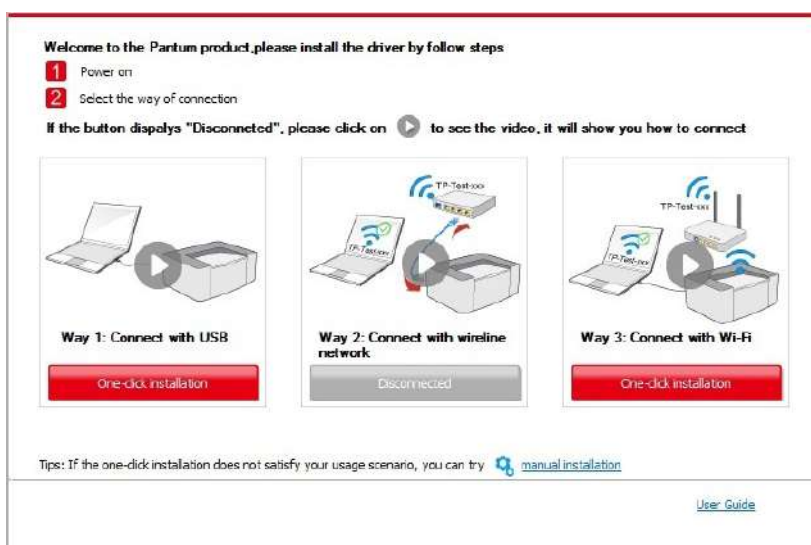 Welcome to the Pantum product,please install the driver by follow steps
1 Power on
2 Select the way of connection
If the button dispalys "Disconneted", please click on to see the video, it will show you how to connect
TP-Test-xxx
TP-Test-xxx
TP-Test-xxx
TP-Test-xxx
Way 1: Connect with USB
Way 2: Connect with wireline
network
Way 3: Connect with Wi-Fi
One-click installation
Disconnected
One-click installation
Tips: If the one-click installation does not satisfy your usage scenario, you can try manual installation
User Guide